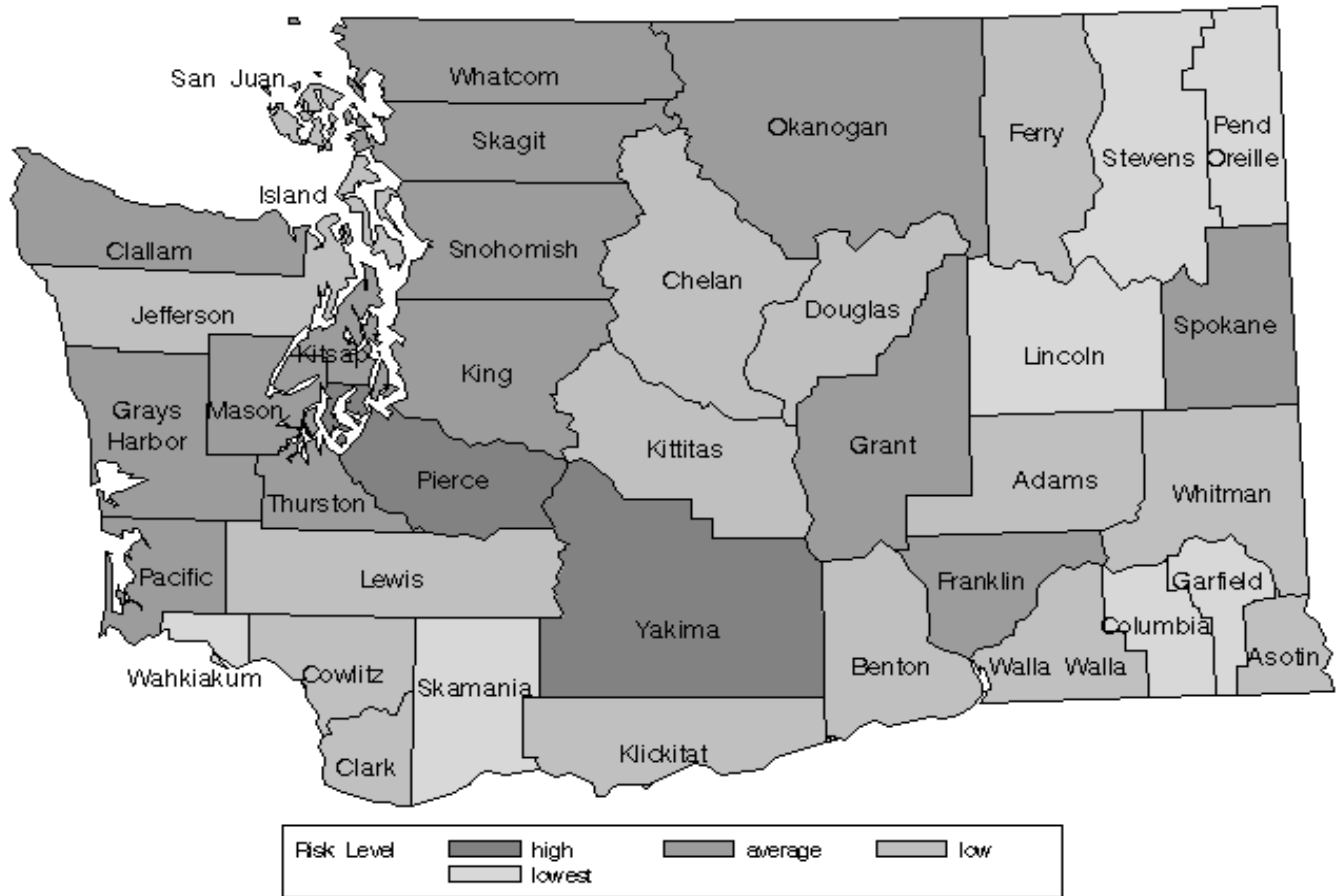 San Juan
Whatcom
Okanogan
Ferry
Stevens
Pend
Oreille
Skagit
Island
Clallam
Snohomish
Chelan
Douglas
Jefferson
Spokane
Kitsap
King
Lincoln
Grays
Harbor
Mason
Grant
Kittitas
Pierce
Adams
Whitman
Thurston
Pacific
Lewis
Franklin
Garfield
Yakima
Columbia
Asotin
Wahkiakum
Cowlitz
Skamania
Benton
Walla Walla
Clark
Klickitat
Risk Level high average low
lowest